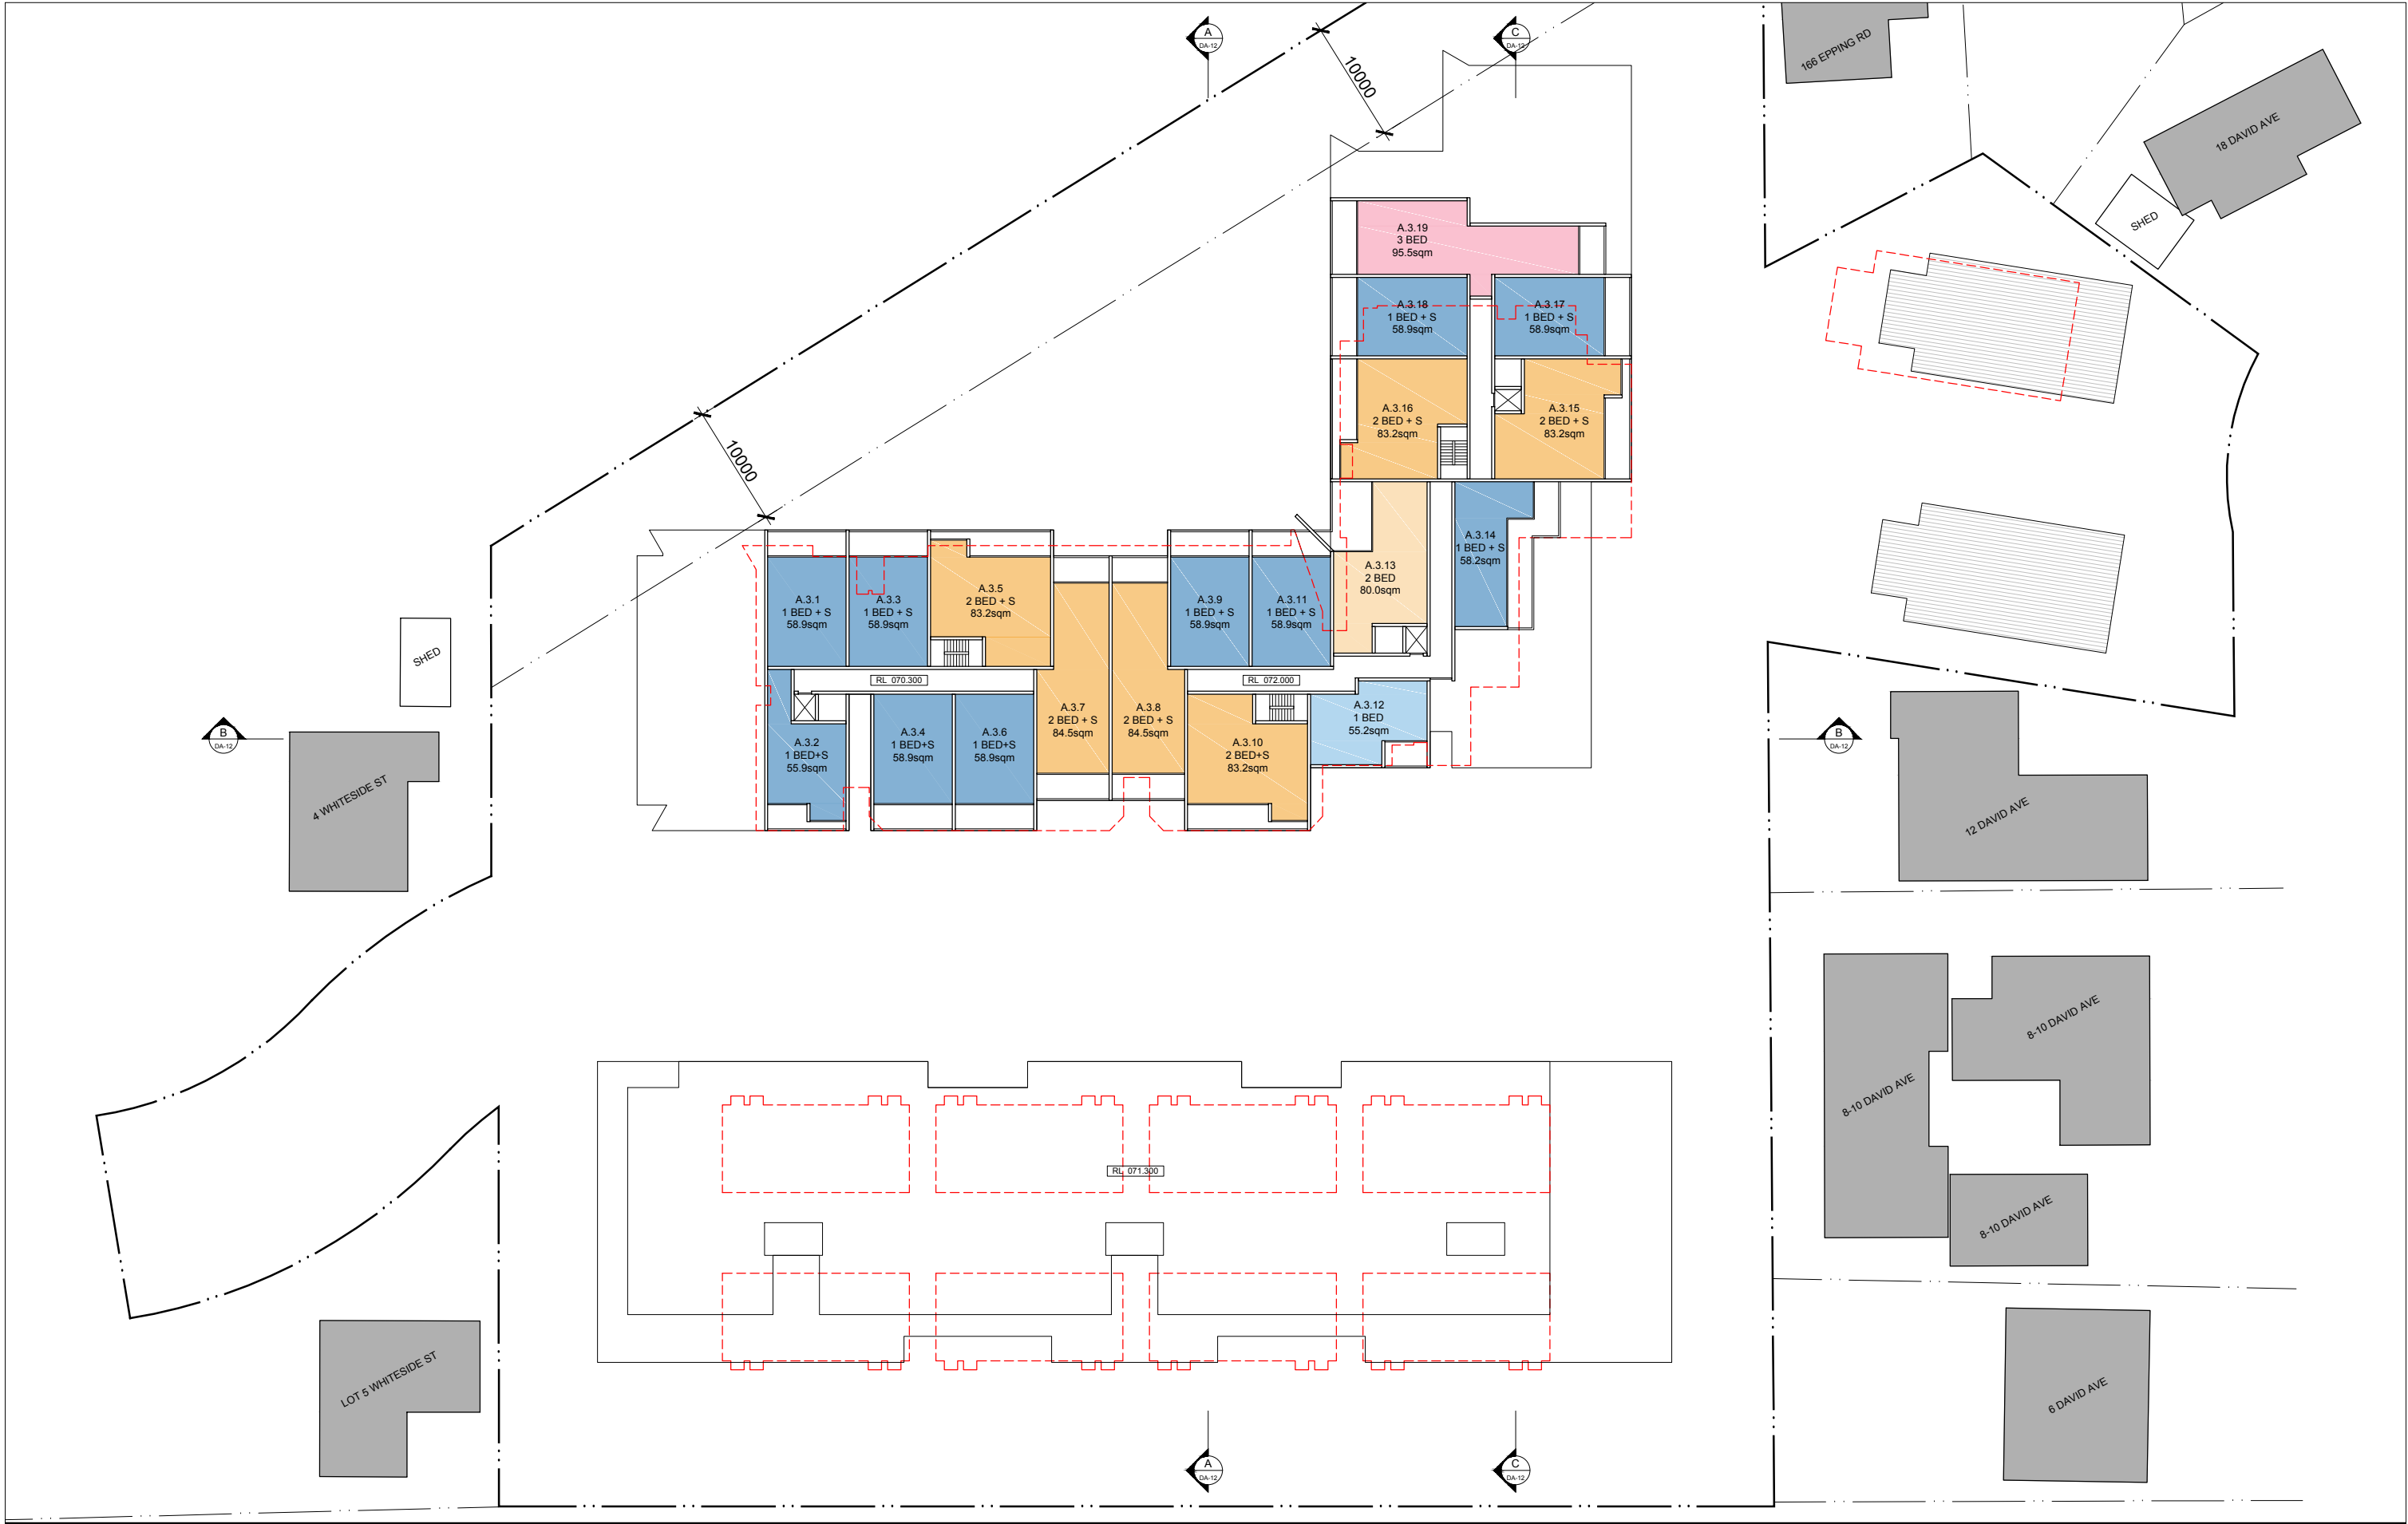 A
DA-12
C
DA-12
166 EPPING RD
10000
18 DAVID AVE
SHED
A.3.19
3 BED
95.5sqm
A.3.18
1 BED + S
58.9sqm
A.3.17
1 BED + S
58.9sqm
A.3.16
2 BED + S
83.2sqm
A.3.15
2 BED + S
83.2sqm
10000
A.3.14
1 BED + S
58.2sqm
A.3.13
2 BED
80.0sqm
A.3.1
1 BED + S
58.9sqm
A.3.3
1 BED + S
58.9sqm
A.3.5
2 BED + S
83.2sqm
A.3.9
1 BED + S
58.9sqm
A.3.11
1 BED + S
58.9sqm
SHED
RL 070.300
RL 072.000
A.3.7
2 BED + S
84.5sqm
A.3.8
2 BED + S
84.5sqm
A.3.12
1 BED
55.2sqm
A.3.2
1 BED+S
55.9sqm
A.3.4
1 BED+S
58.9sqm
A.3.6
1 BED+S
58.9sqm
A.3.10
2 BED+S
83.2sqm
B
DA-12
B
DA-12
4 WHITESIDE ST
12 DAVID AVE
8-10 DAVID AVE
8-10 DAVID AVE
RL 071.300
8-10 DAVID AVE
LOT 5 WHITESIDE ST
6 DAVID AVE
A
DA-12
C
DA-12